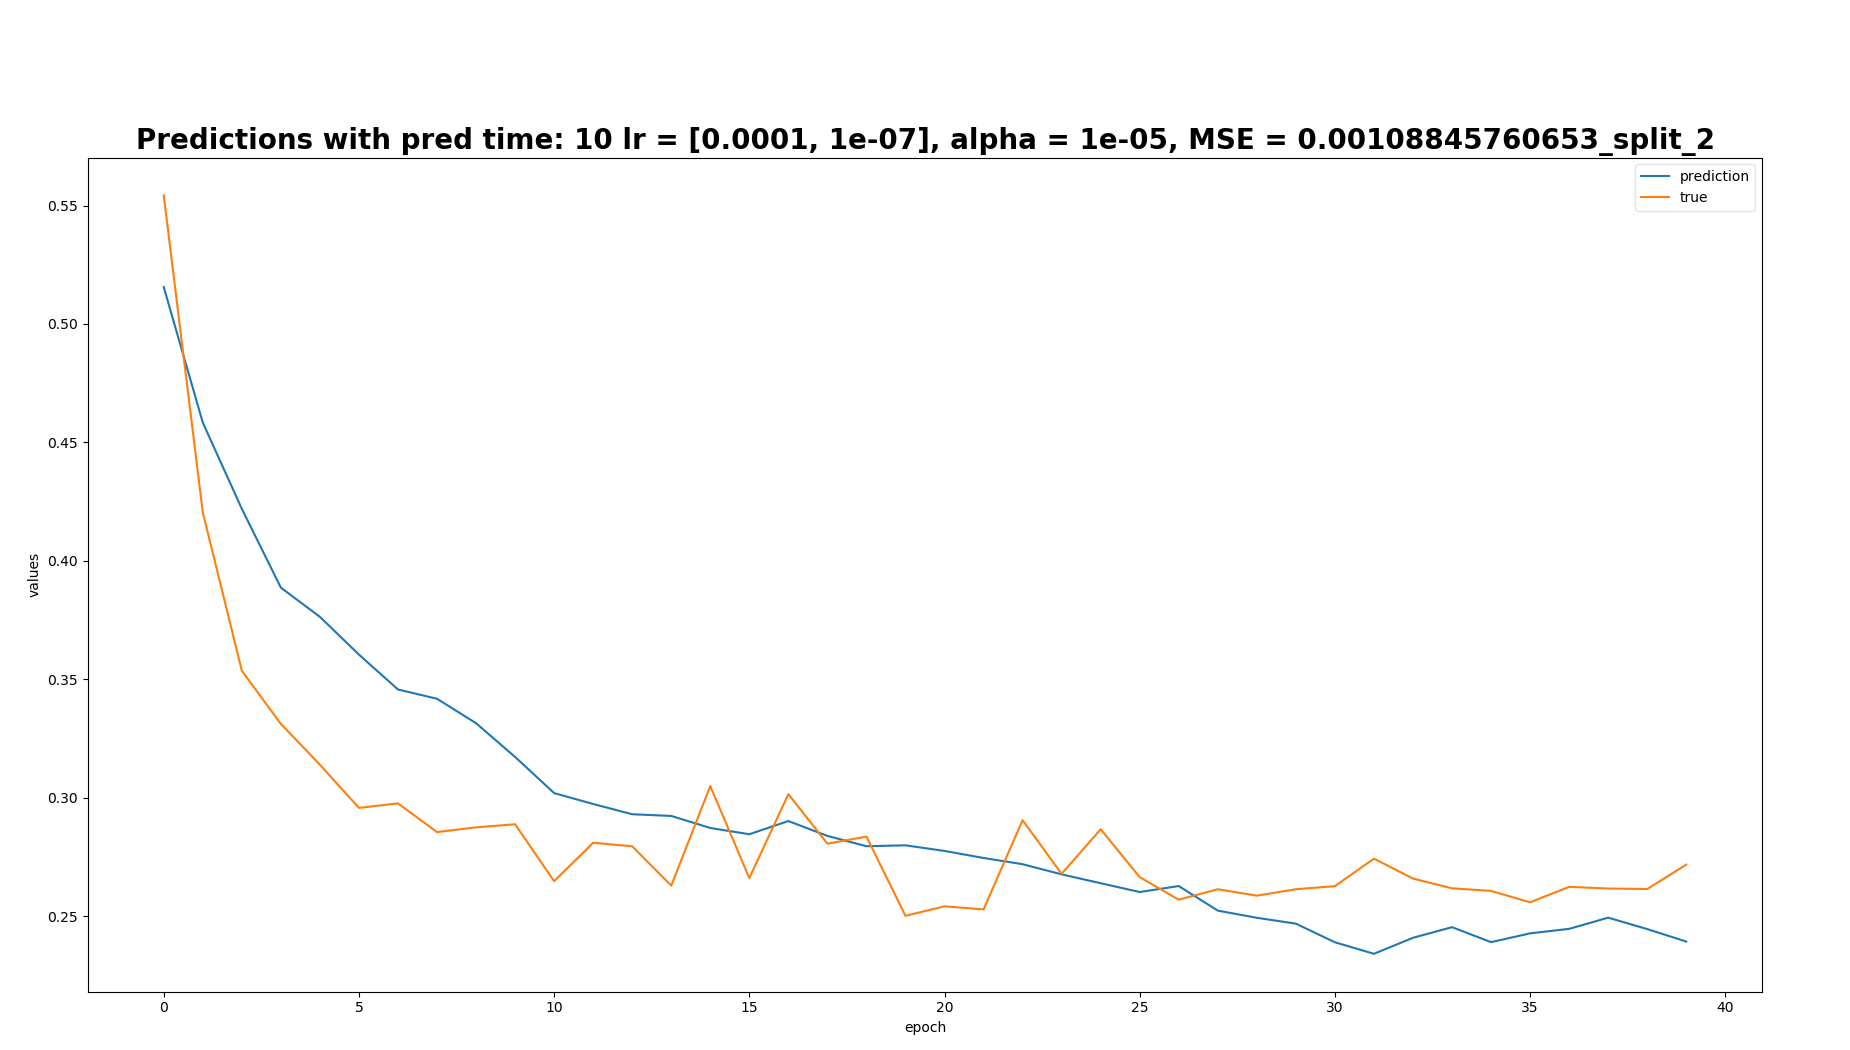 Predictions with pred time: 10 lr = [0.0001, 1e-07], alpha = 1e-05, MSE = 0.00108845760653_split_2
prediction
true
0.55
0.50
0.45
0.40
0.35
0.30
0.25
values
0 5 10 15 20 25 30 35 40
epoch